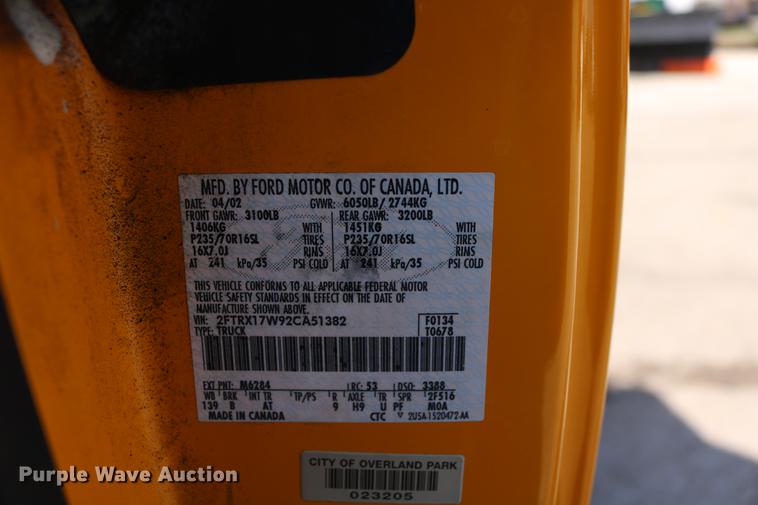 MFD. BY FORD MOTOR CO. OF CANADA, LTD.
DATE: 04/02 GVWR: 6050LB/ 2744KG
FRONT GAWR: 3100LB REAR GAWR: 3200LB
1406KG WITH 1451KG WITH
P235/70R16SL TIRES P235/70R16SL TIRES
16X7.0J RIMS 16X7.0J RIMS
AT 241 kPa/35 PSI COLD AT 241 kPa/35 PSI COLD
THIS VEHICLE CONFORMS TO ALL APPLICABLE FEDERAL MOTOR
VEHICLE SAFETY STANDARDS IN EFFECT ON THE DATE OF
MANUFACTURE SHOWN ABOVE.
VIN: 2FTRX17W92CA51382 F0134
TYPE: TRUCK T0678
EXT PNT: M6284 RC: 53 DSO: 3388
WB BRK INT TR TP/PS R AXLE TR SPR 2F516
139 B AT 9 H9 U PF M0A
MADE IN CANADA CTC 2U5A-1520472-AA
CITY OF OVERLAND PARK
023205
Purple Wave Auction